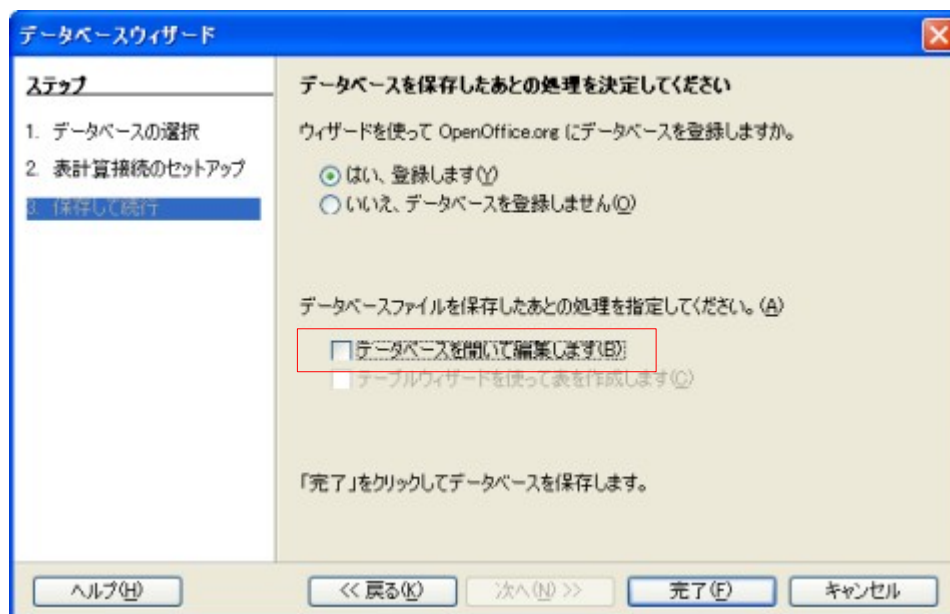 データベースウィザード
ステップ
1. データベースの選択
2. 表計算接続のセットアップ
3. 保存して続行
データベースを保存したあとの処理を決定してください
ウィザードを使って OpenOffice.org にデータベースを登録しますか。
はい、登録します(Y)
いいえ、データベースを登録しません(O)
データベースファイルを保存したあとの処理を指定してください。(A)
データベースを開いて編集します(B)
テーブルウィザードを使って表を作成します(C)
「完了」をクリックしてデータベースを保存します。
ヘルプ(H)
<< 戻る(K)
次へ(N) >>
完了(F)
キャンセル